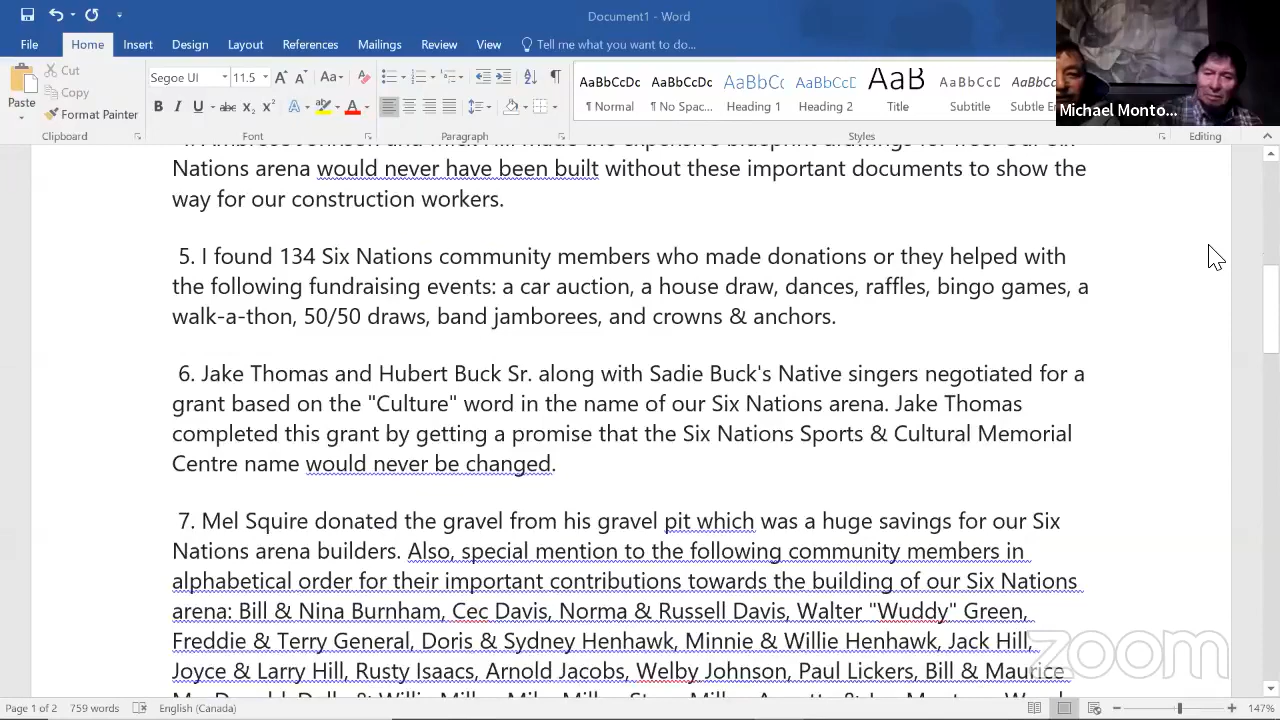 Document1 - Word
File Home Insert Design Layout References Mailings Review View Tell me what you want to do...
Michael Monto...
Paste Cut Copy Format Painter
Segoe UI 11.5
AaBbCcDc AaBbCcDc AaBbCc AaBbCcC AaB AaBbCcD AaBbCcDc
¶ Normal ¶ No Spac... Heading 1 Heading 2 Title Subtitle Subtle E
Clipboard Font Paragraph Styles Editing
Nations arena would never have been built without these important documents to show the
way for our construction workers.
5. I found 134 Six Nations community members who made donations or they helped with
the following fundraising events: a car auction, a house draw, dances, raffles, bingo games, a
walk-a-thon, 50/50 draws, band jamborees, and crowns & anchors.
6. Jake Thomas and Hubert Buck Sr. along with Sadie Buck's Native singers negotiated for a
grant based on the "Culture" word in the name of our Six Nations arena. Jake Thomas
completed this grant by getting a promise that the Six Nations Sports & Cultural Memorial
Centre name would never be changed.
7. Mel Squire donated the gravel from his gravel pit which was a huge savings for our Six
Nations arena builders. Also, special mention to the following community members in
alphabetical order for their important contributions towards the building of our Six Nations
arena: Bill & Nina Burnham, Cec Davis, Norma & Russell Davis, Walter "Wuddy" Green,
Freddie & Terry General, Doris & Sydney Henhawk, Minnie & Willie Henhawk, Jack Hill,
Joyce & Larry Hill, Rusty Isaacs, Arnold Jacobs, Welby Johnson, Paul Lickers, Bill & Maurice
zoom
Page 1 of 2 759 words English (Canada) 147%